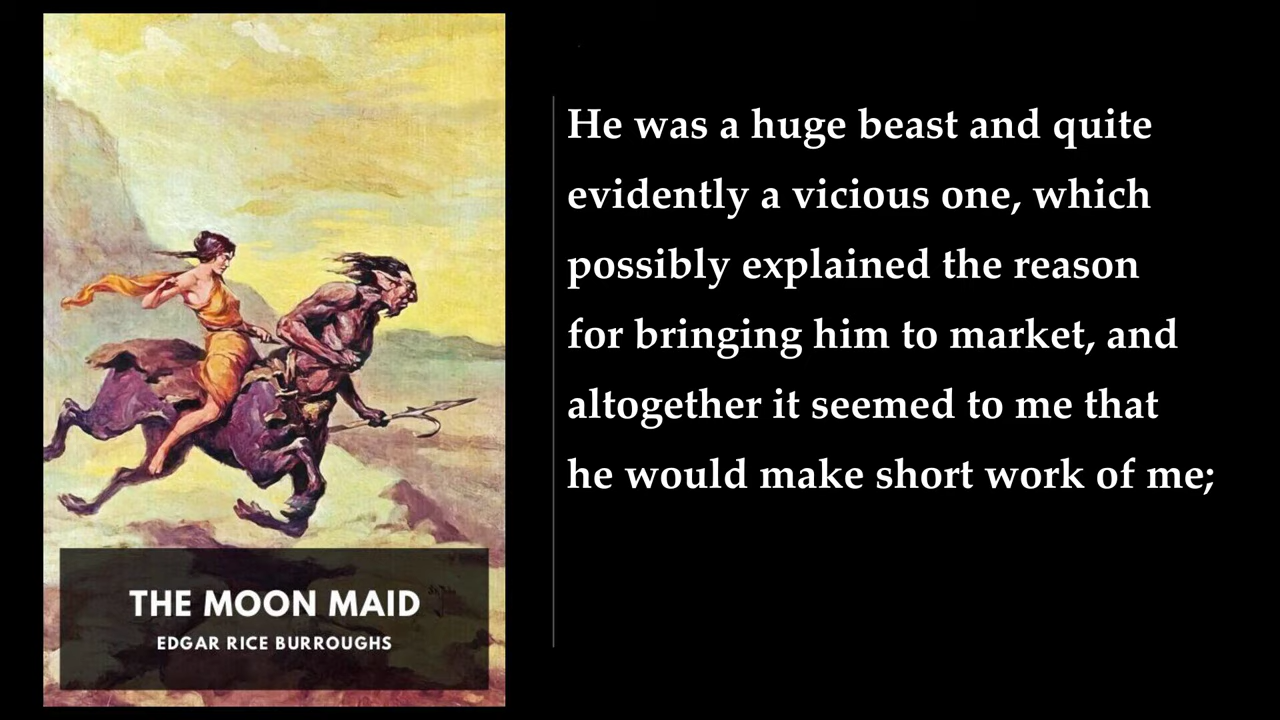 THE MOON MAID
EDGAR RICE BURROUGHS
He was a huge beast and quite
evidently a vicious one, which
possibly explained the reason
for bringing him to market, and
altogether it seemed to me that
he would make short work of me;